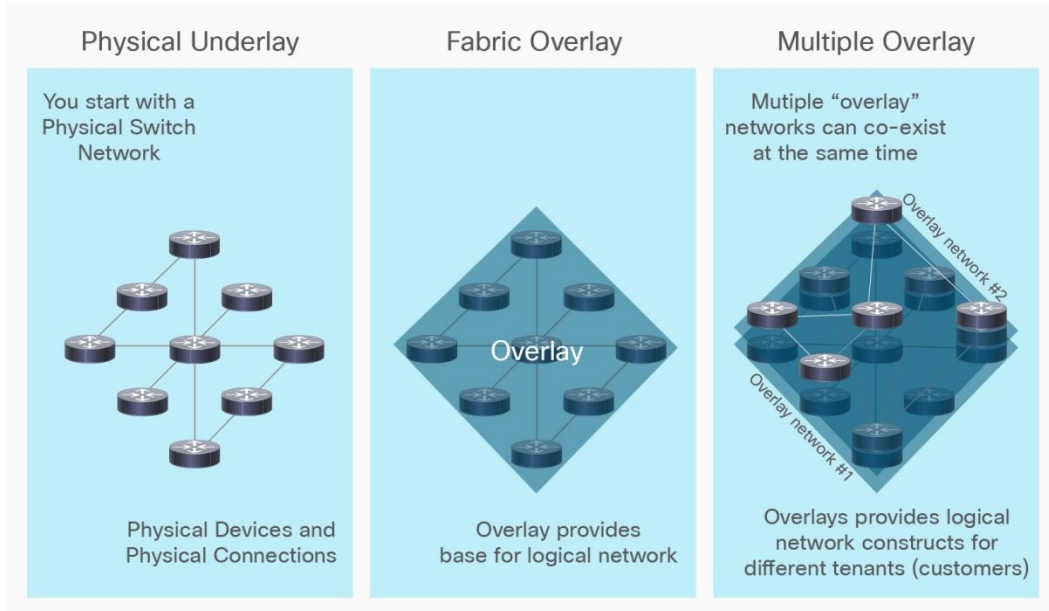 Physical Underlay
You start with a
Physical Switch
Network
Physical Devices and
Physical Connections
Fabric Overlay
Overlay
Overlay provides
base for logical network
Multiple Overlay
Mutiple “overlay”
networks can co-exist
at the same time
Overlay network #2
Overlay network #1
Overlays provides logical
network constructs for
different tenants (customers)